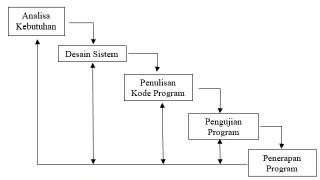 Analisa
Kebutuhan
Desain Sistem
Penulisan
Kode Program
Pengujian
Program
Penerapan
Program